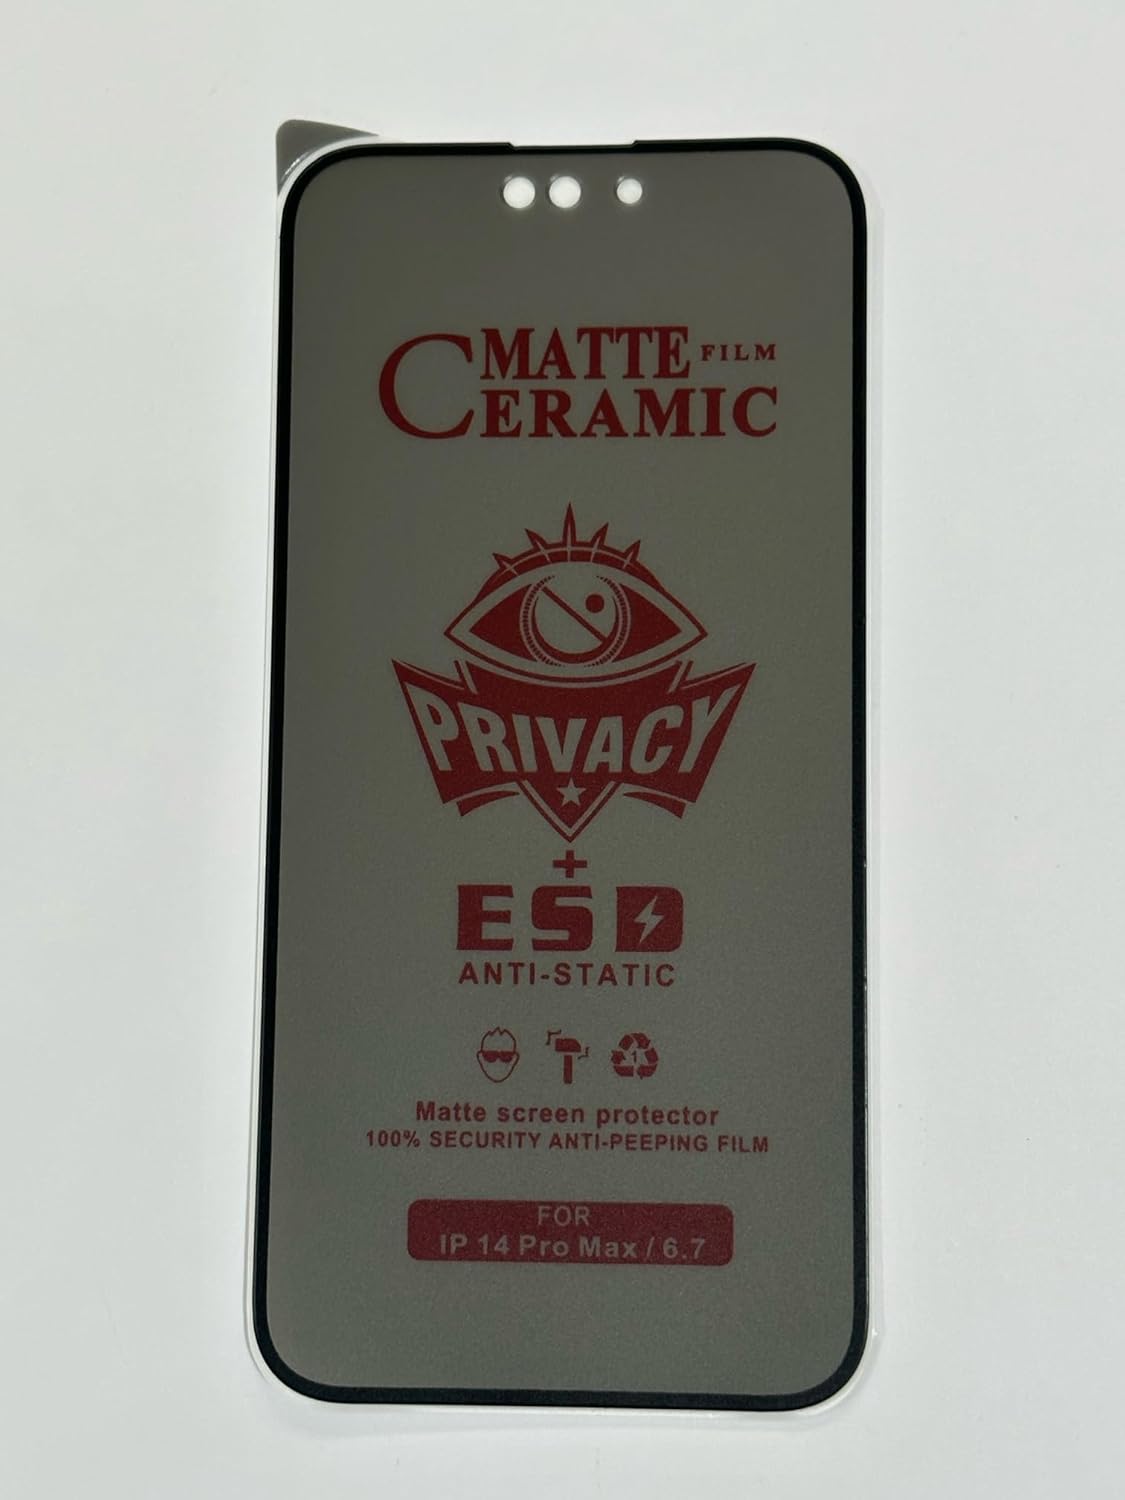 MATTE FILM
CERAMIC
PRIVACY
+
ESD
ANTI-STATIC
1
Matte screen protector
100% SECURITY ANTI-PEEPING FILM
FOR
IP 14 Pro Max / 6.7